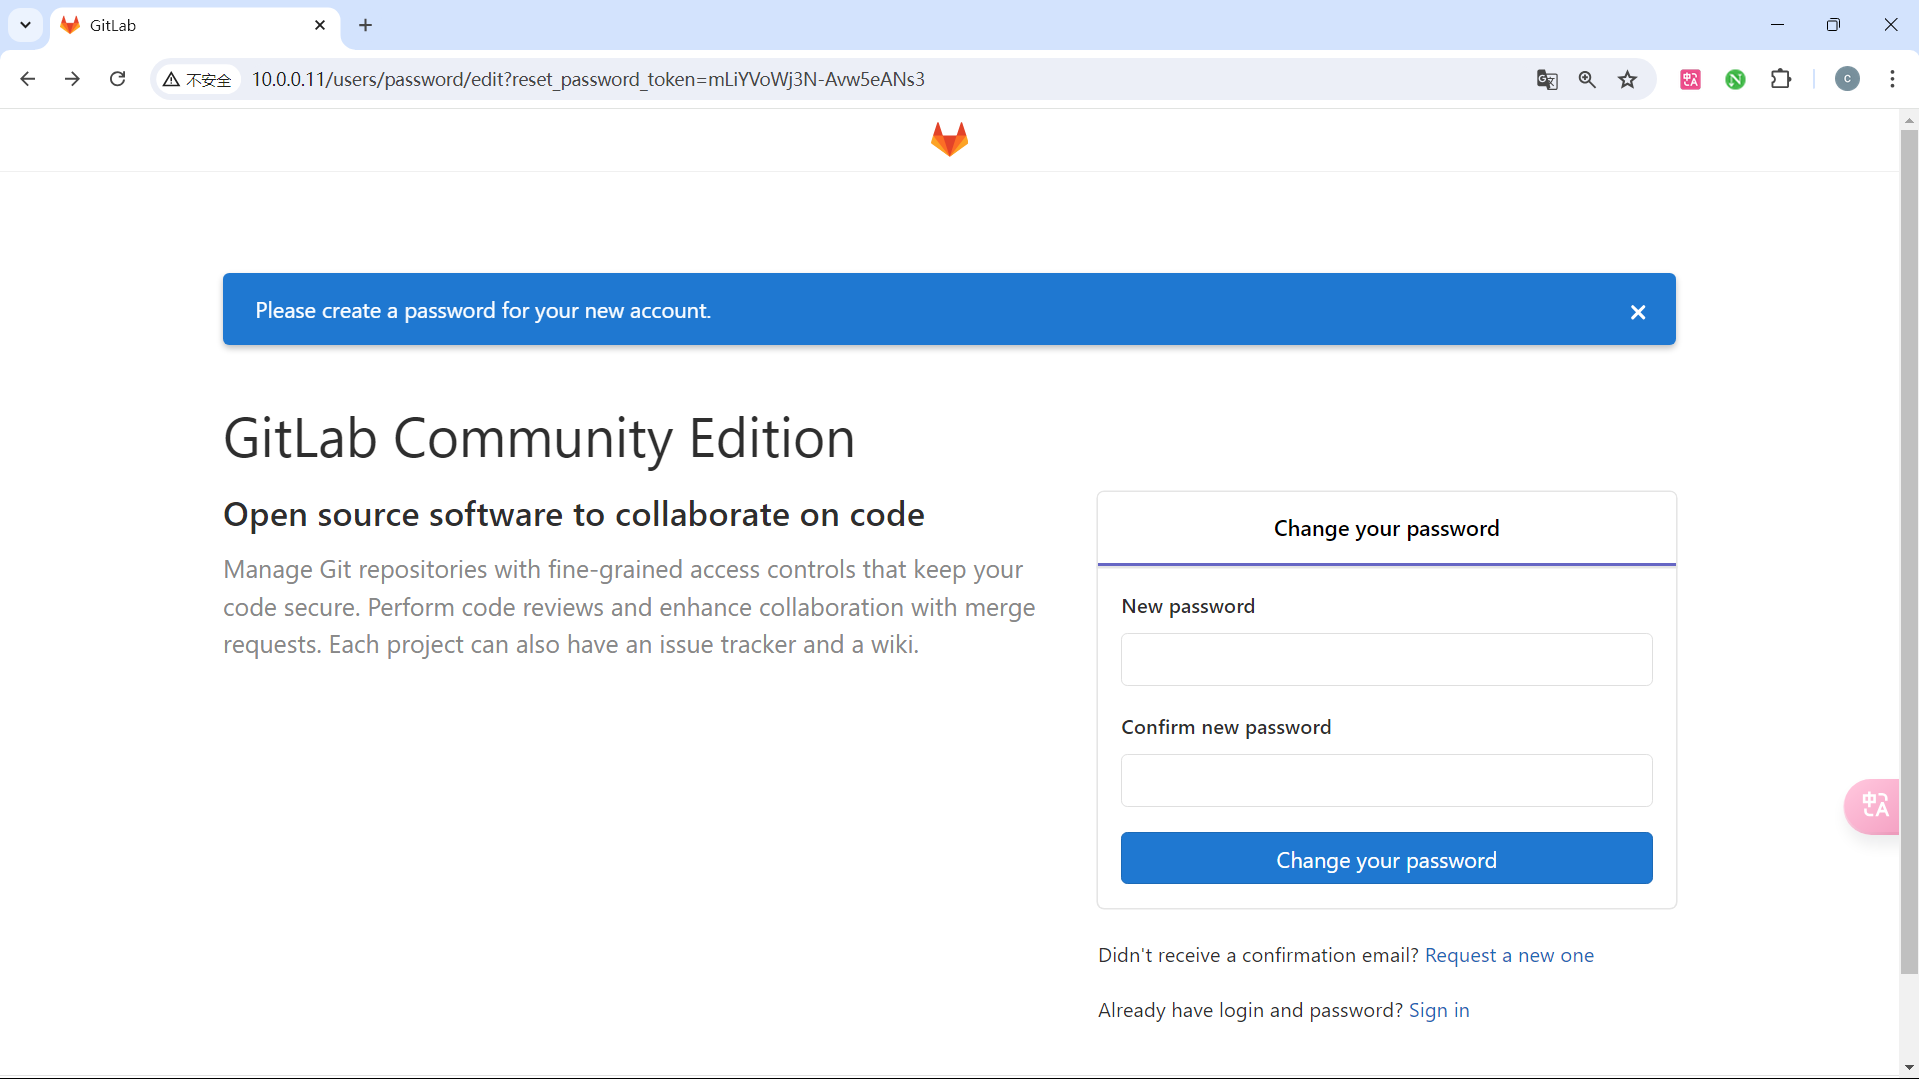 GitLab
不安全 10.0.0.11/users/password/edit?reset_password_token=mLiYVoWj3N-Avw5eANs3
C
Please create a password for your new account.
GitLab Community Edition
Open source software to collaborate on code
Manage Git repositories with fine-grained access controls that keep your
code secure. Perform code reviews and enhance collaboration with merge
requests. Each project can also have an issue tracker and a wiki.
Change your password
New password
Confirm new password
Change your password
Didn't receive a confirmation email? Request a new one
Already have login and password? Sign in